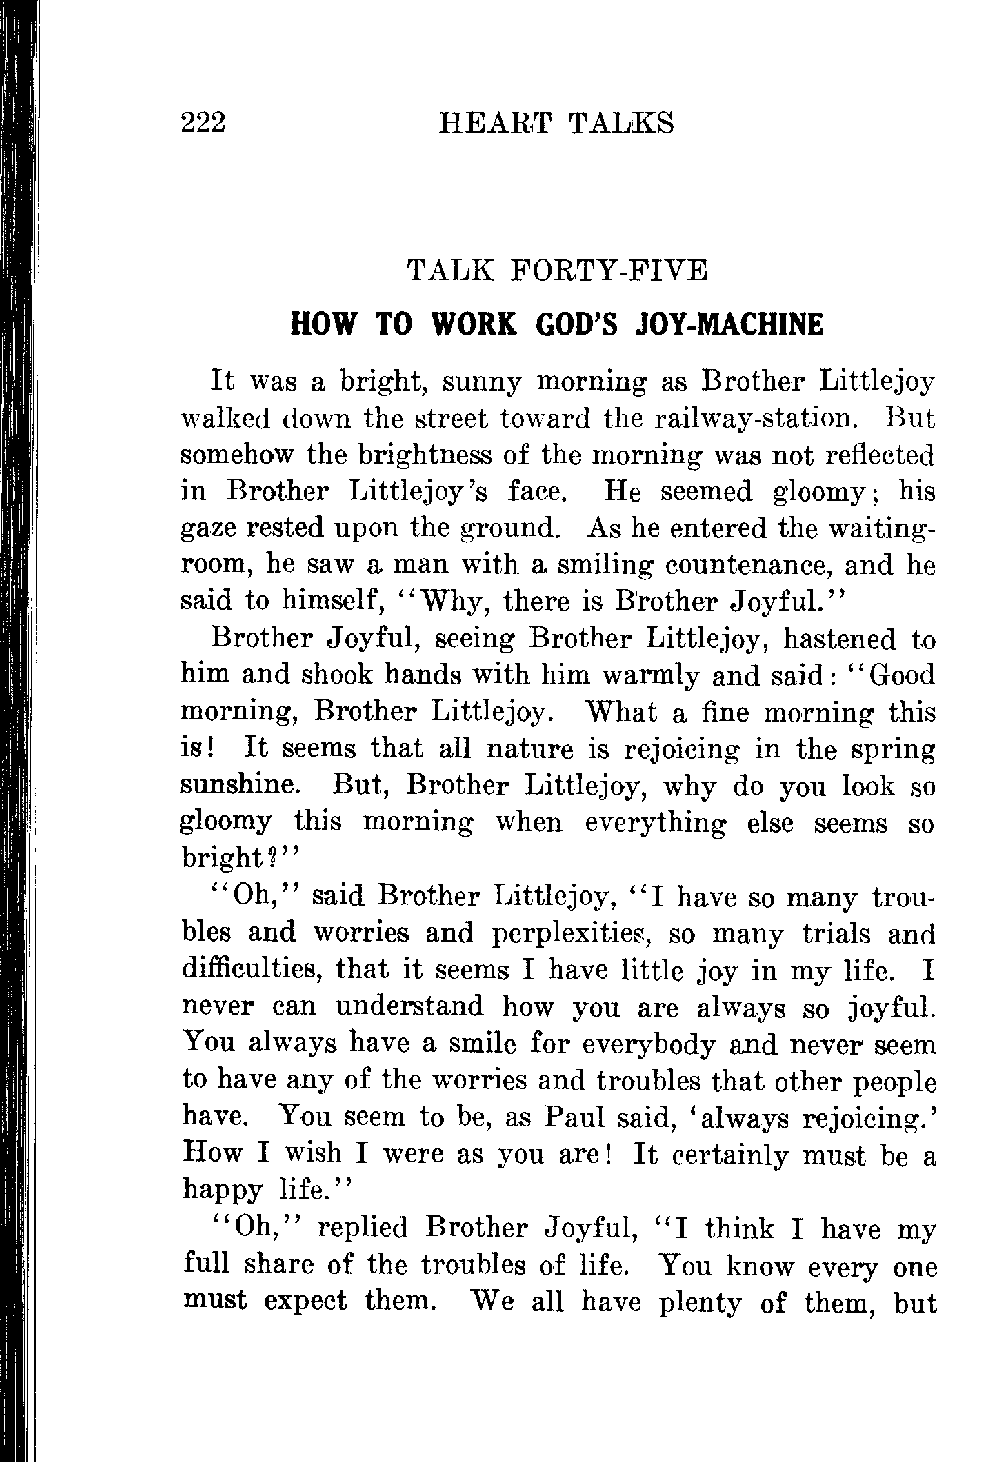 222 HEART TALKS
TALK FORTY-FIVE
HOW TO WORK GOD'S JOY-MACHINE
It was a bright, sunny morning as Brother Littlejoy
walked down the street toward the railway-station. But
somehow the brightness of the morning was not reflected
in Brother Littlejoy's face. He seemed gloomy; his
gaze rested upon the ground. As he entered the waiting-
room, he saw a man with a smiling countenance, and he
said to himself, "Why, there is Brother Joyful."
Brother Joyful, seeing Brother Littlejoy, hastened to
him and shook hands with him warmly and said: "Good
morning, Brother Littlejoy. What a fine morning this
is! It seems that all nature is rejoicing in the spring
sunshine. But, Brother Littlejoy, why do you look so
gloomy this morning when everything else seems so
bright?"
"Oh," said Brother Littlejoy, "I have so many trou-
bles and worries and perplexities, so many trials and
difficulties, that it seems I have little joy in my life. I
never can understand how you are always so joyful.
You always have a smile for everybody and never seem
to have any of the worries and troubles that other people
have. You seem to be, as Paul said, 'always rejoicing.'
How I wish I were as you are! It certainly must be a
happy life."
"Oh," replied Brother Joyful, "I think I have my
full share of the troubles of life. You know every one
must expect them. We all have plenty of them, but